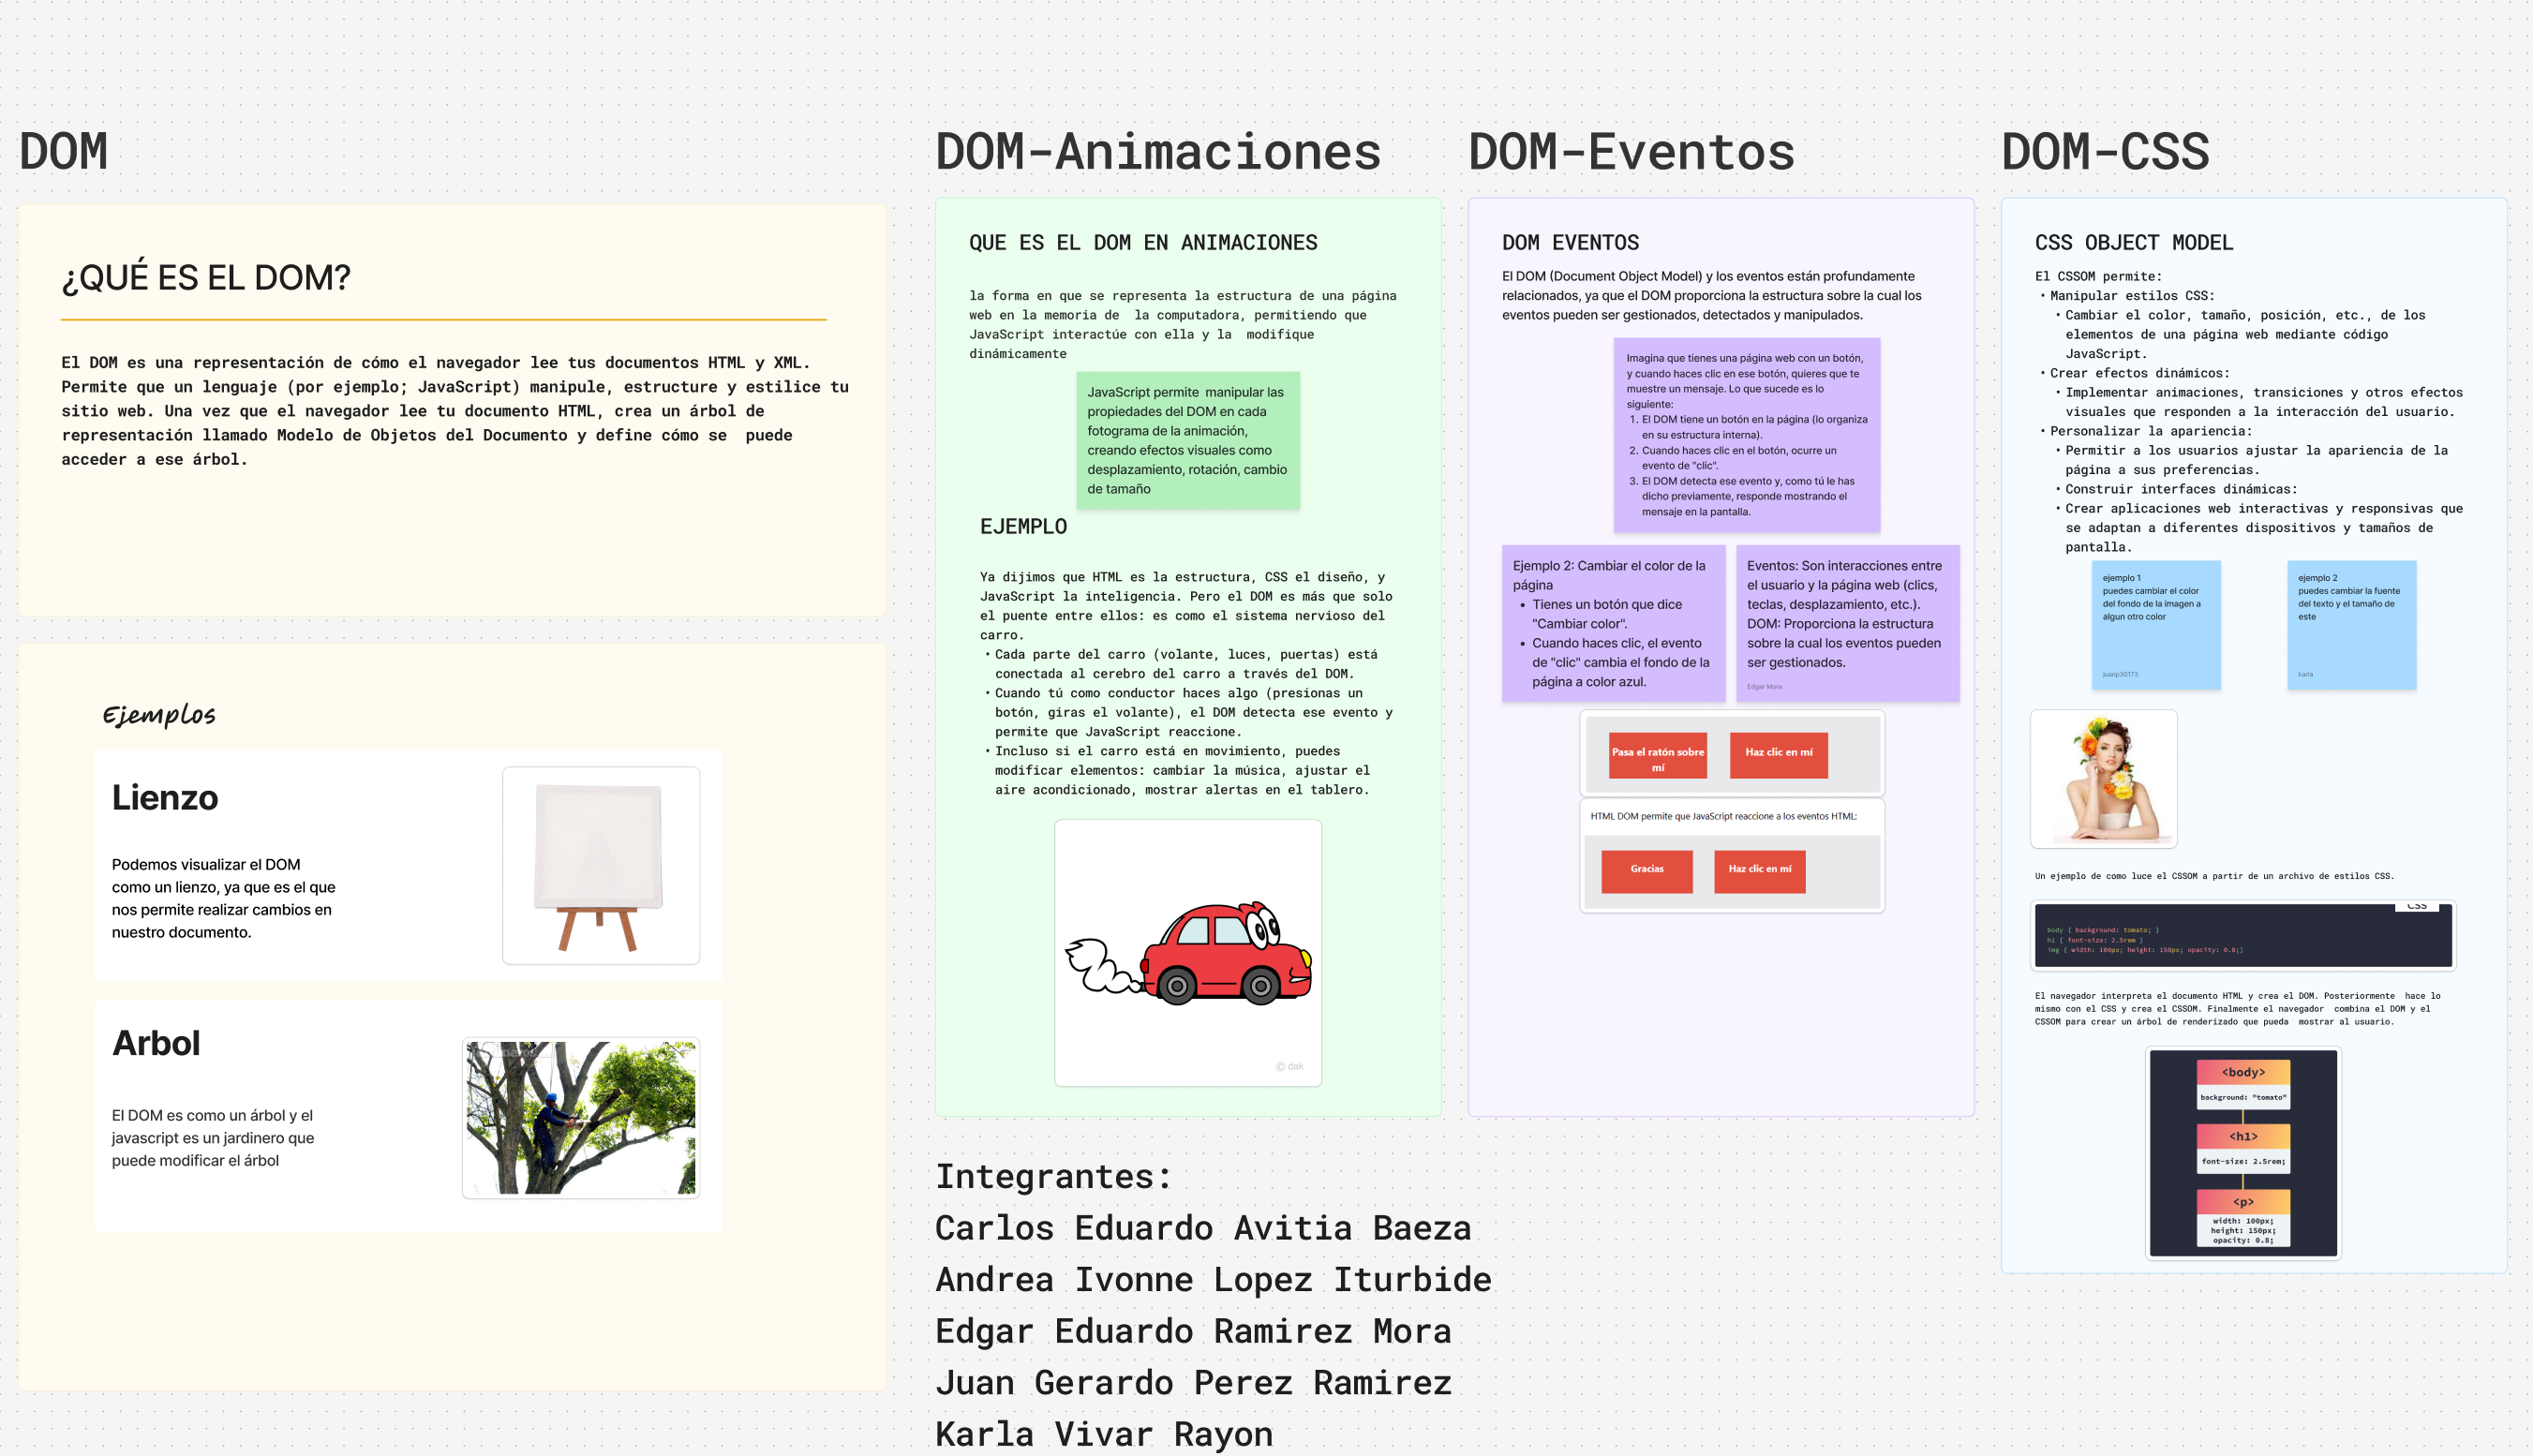 DOM
¿QUÉ ES EL DOM?
El DOM es una representación de cómo el navegador lee tus documentos HTML y XML.
Permite que un lenguaje (por ejemplo; JavaScript) manipule, estructure y estilice tu
sitio web. Una vez que el navegador lee tu documento HTML, crea un árbol de
representación llamado Modelo de Objetos del Documento y define cómo se  puede
acceder a ese árbol.
Ejemplos
Lienzo
Podemos visualizar el DOM
como un lienzo, ya que es el que
nos permite realizar cambios en
nuestro documento.
Arbol
El DOM es como un árbol y el
javascript es un jardinero que
puede modificar el árbol
DOM-Animaciones
QUE ES EL DOM EN ANIMACIONES
la forma en que se representa la estructura de una página
web en la memoria de  la computadora, permitiendo que
JavaScript interactúe con ella y la  modifique
dinámicamente
JavaScript permite  manipular las
propiedades del DOM en cada
fotograma de la animación,
creando efectos visuales como
desplazamiento, rotación, cambio
de tamaño
EJEMPLO
Ya dijimos que HTML es la estructura, CSS el diseño, y
JavaScript la inteligencia. Pero el DOM es más que solo
el puente entre ellos: es como el sistema nervioso del
carro.
• Cada parte del carro (volante, luces, puertas) está
conectada al cerebro del carro a través del DOM.
• Cuando tú como conductor haces algo (presionas un
botón, giras el volante), el DOM detecta ese evento y
permite que JavaScript reaccione.
• Incluso si el carro está en movimiento, puedes
modificar elementos: cambiar la música, ajustar el
aire acondicionado, mostrar alertas en el tablero.
© dak
Integrantes:
Carlos Eduardo Avitia Baeza
Andrea Ivonne Lopez Iturbide
Edgar Eduardo Ramirez Mora
Juan Gerardo Perez Ramirez
Karla Vivar Rayon
DOM-Eventos
DOM EVENTOS
El DOM (Document Object Model) y los eventos están profundamente
relacionados, ya que el DOM proporciona la estructura sobre la cual los
eventos pueden ser gestionados, detectados y manipulados.
Imagina que tienes una página web con un botón,
y cuando haces clic en ese botón, quieres que te
muestre un mensaje. Lo que sucede es lo
siguiente:
1. El DOM tiene un botón en la página (lo organiza
en su estructura interna).
2. Cuando haces clic en el botón, ocurre un
evento de "clic".
3. El DOM detecta ese evento y, como tú le has
dicho previamente, responde mostrando el
mensaje en la pantalla.
Ejemplo 2: Cambiar el color de la
página
• Tienes un botón que dice
"Cambiar color".
• Cuando haces clic, el evento
de "clic" cambia el fondo de la
página a color azul.
Eventos: Son interacciones entre
el usuario y la página web (clics,
teclas, desplazamiento, etc.).
DOM: Proporciona la estructura
sobre la cual los eventos pueden
ser gestionados.
Edgar Mora
Pasa el ratón sobre
mí
Haz clic en mí
HTML DOM permite que JavaScript reaccione a los eventos HTML:
Gracias
Haz clic en mí
DOM-CSS
CSS OBJECT MODEL
El CSSOM permite:
• Manipular estilos CSS:
• Cambiar el color, tamaño, posición, etc., de los
elementos de una página web mediante código
JavaScript.
• Crear efectos dinámicos:
• Implementar animaciones, transiciones y otros efectos
visuales que responden a la interacción del usuario.
• Personalizar la apariencia:
• Permitir a los usuarios ajustar la apariencia de la
página a sus preferencias.
• Construir interfaces dinámicas:
• Crear aplicaciones web interactivas y responsivas que
se adaptan a diferentes dispositivos y tamaños de
pantalla.
ejemplo 1
puedes cambiar el color
del fondo de la imagen a
algun otro color
juanp30173
ejemplo 2
puedes cambiar la fuente
del texto y el tamaño de
este
karla
Un ejemplo de como luce el CSSOM a partir de un archivo de estilos CSS.
CSS
body { background: tomato; }
h1 { font-size: 2.5rem }
img { width: 100px; height: 150px; opacity: 0.8;}
El navegador interpreta el documento HTML y crea el DOM. Posteriormente  hace lo
mismo con el CSS y crea el CSSOM. Finalmente el navegador  combina el DOM y el
CSSOM para crear un árbol de renderizado que pueda  mostrar al usuario.
<body>
background: "tomato"
<h1>
font-size: 2.5rem;
<p>
width: 100px;
height: 150px;
opacity: 0.8;